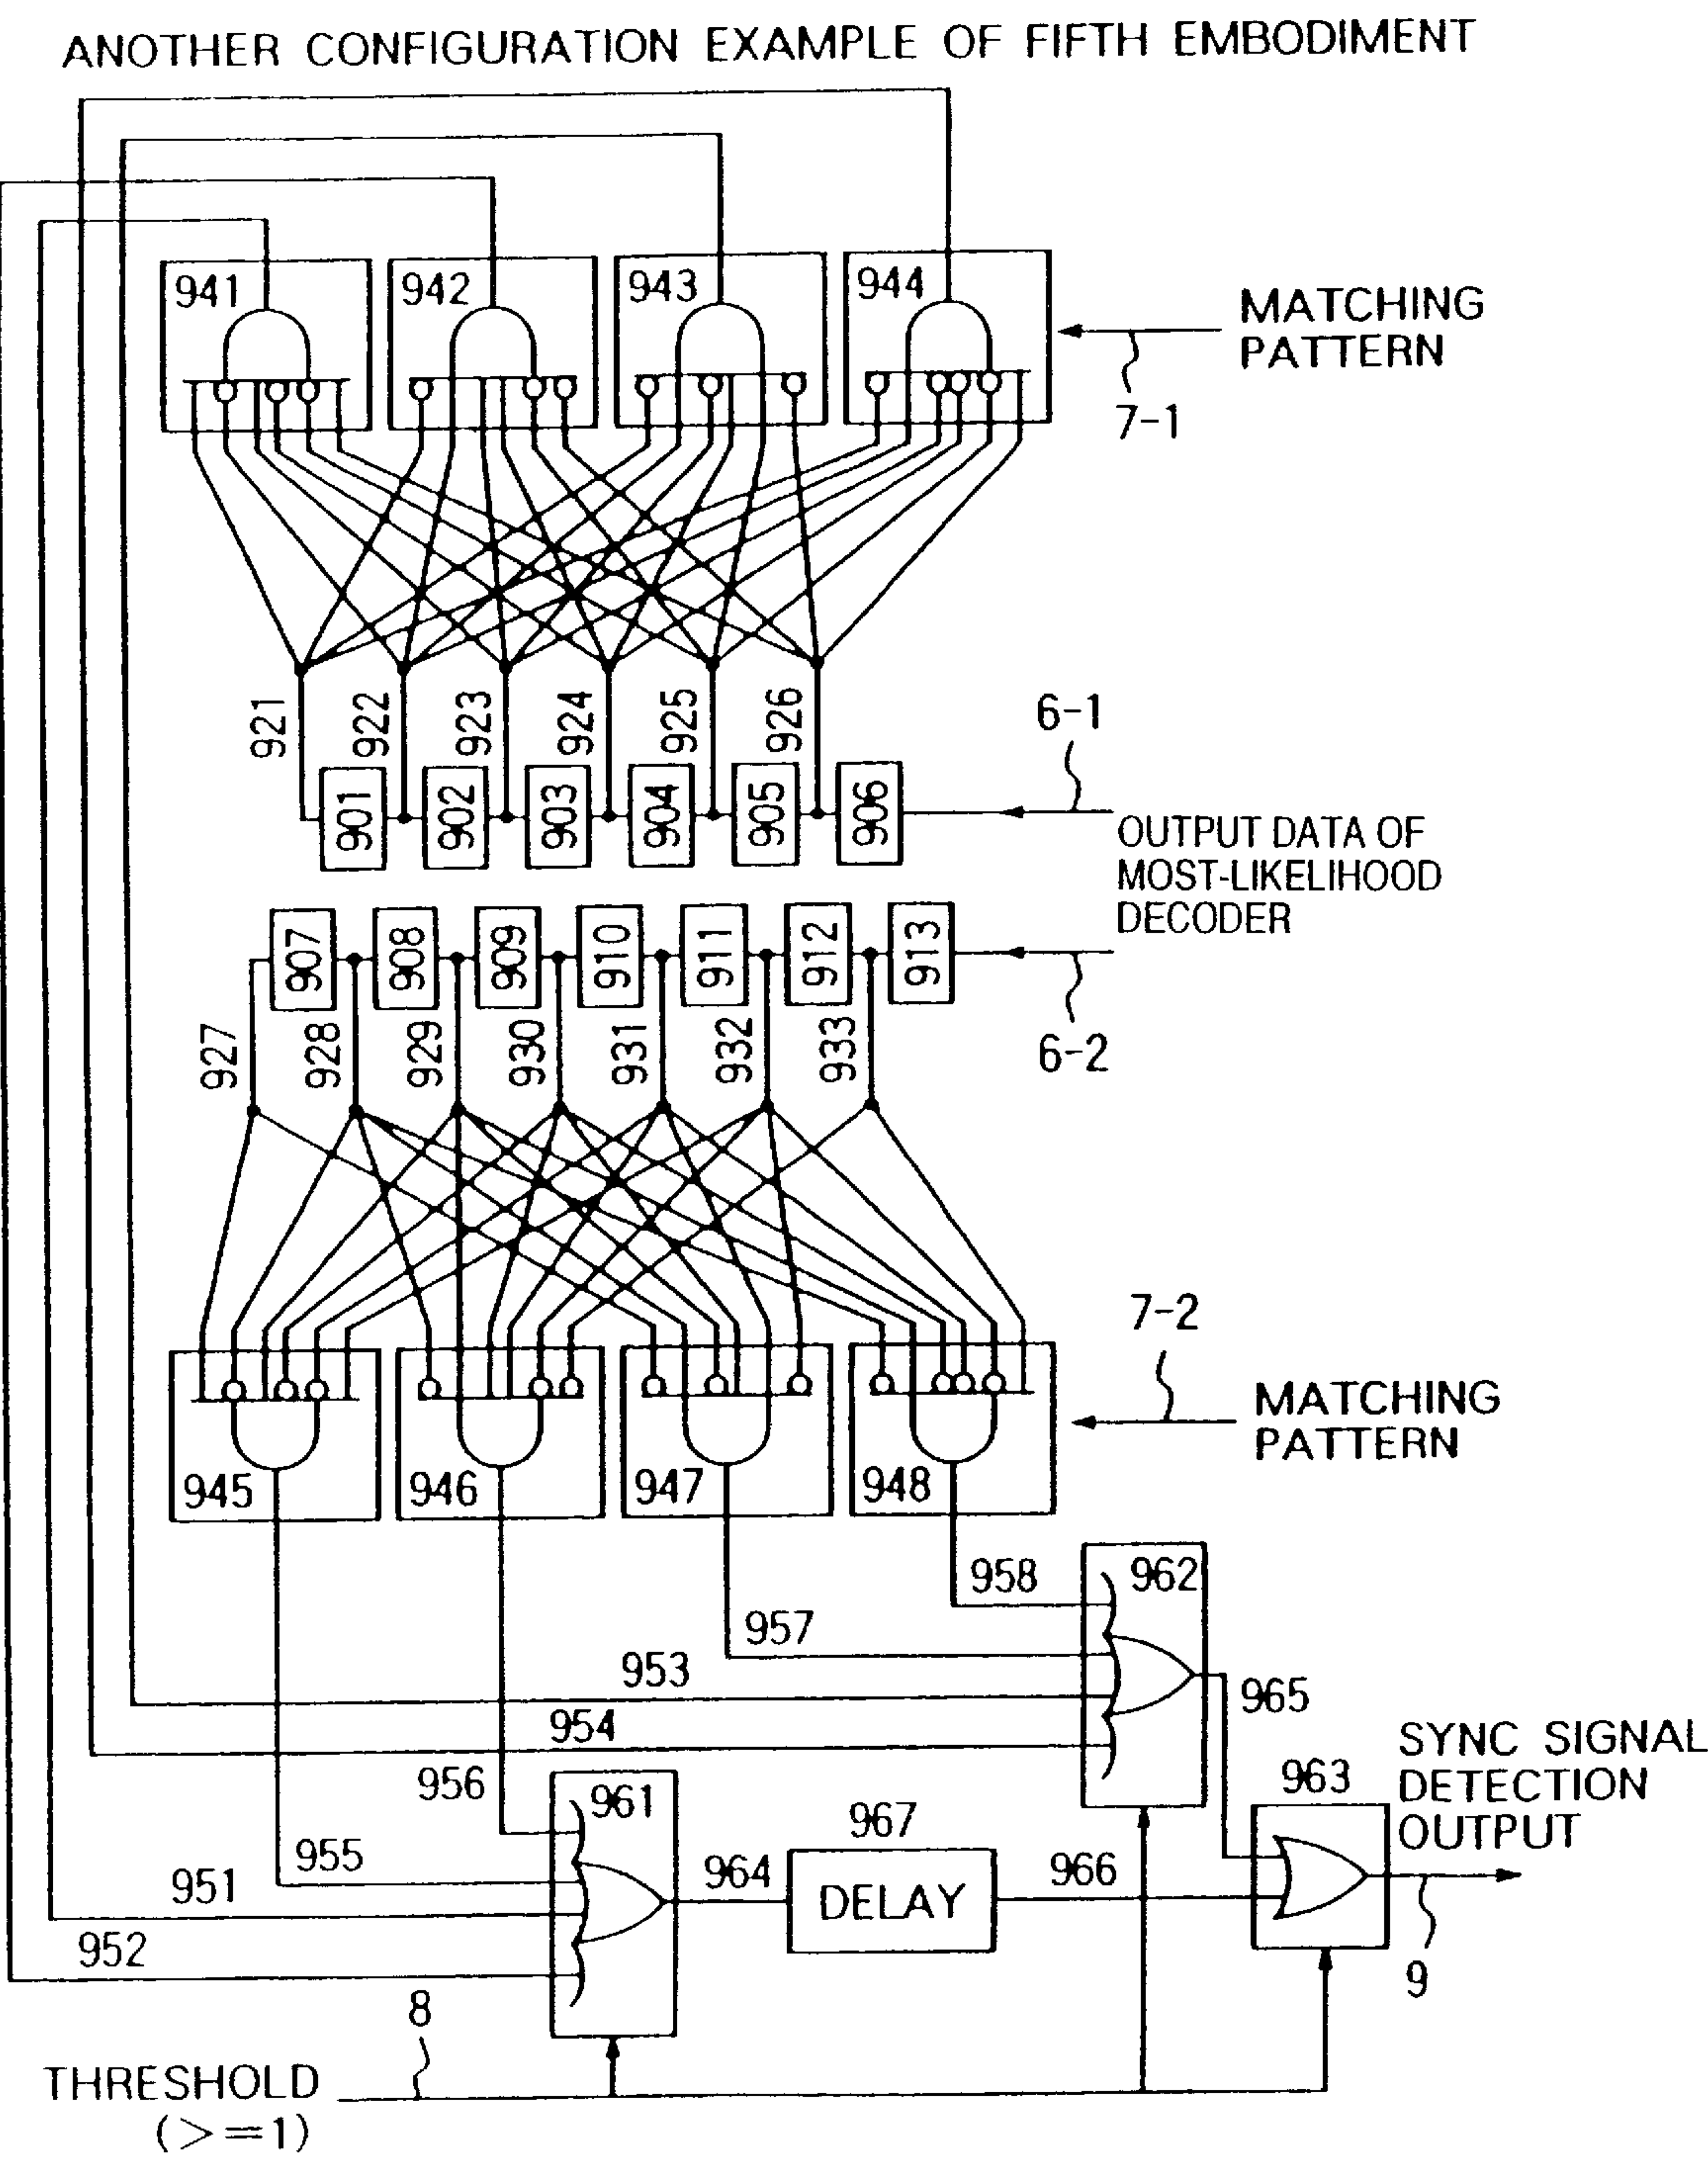 ANOTHER CONFIGURATION EXAMPLE OF FIFTH EMBODIMENT
941 942 943 944
MATCHING
PATTERN
7-1
921 922 923 924 925 926
6-1
901 902 903 904 905 906
OUTPUT DATA OF
MOST-LIKELIHOOD
DECODER
907 908 909 910 911 912 913
927 928 929 930 931 932 933
6-2
7-2
MATCHING
PATTERN
945 946 947 948
958 962
957
953
965
954
SYNC SIGNAL
DETECTION
OUTPUT
956 961 963
967
955 964 966
951
DELAY
952
9
8
THRESHOLD
(>=1)